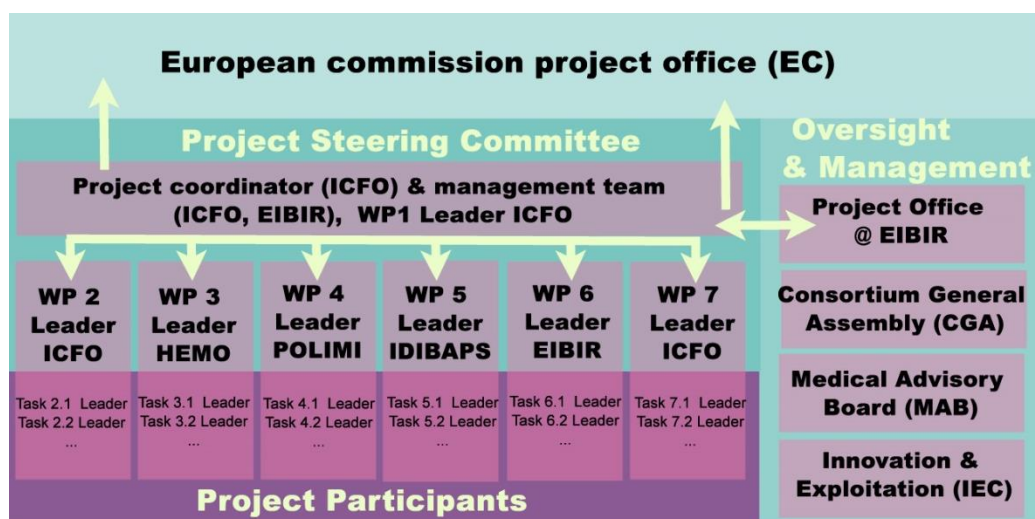 European commission project office (EC)
Project Steering Committee
Project coordinator (ICFO) & management team
(ICFO, EIBIR), WP1 Leader ICFO
WP 2
Leader
ICFO
WP 3
Leader
HEMO
WP 4
Leader
POLIMI
WP 5
Leader
IDIBAPS
WP 6
Leader
EIBIR
WP 7
Leader
ICFO
Task 2.1 Leader
Task 2.2 Leader
...
Task 3.1 Leader
Task 3.2 Leader
...
Task 4.1 Leader
Task 4.2 Leader
...
Task 5.1 Leader
Task 5.2 Leader
...
Task 6.1 Leader
Task 6.2 Leader
...
Task 7.1 Leader
Task 7.2 Leader
...
Project Participants
Oversight
& Management
Project Office
@ EIBIR
Consortium General
Assembly (CGA)
Medical Advisory
Board (MAB)
Innovation &
Exploitation (IEC)